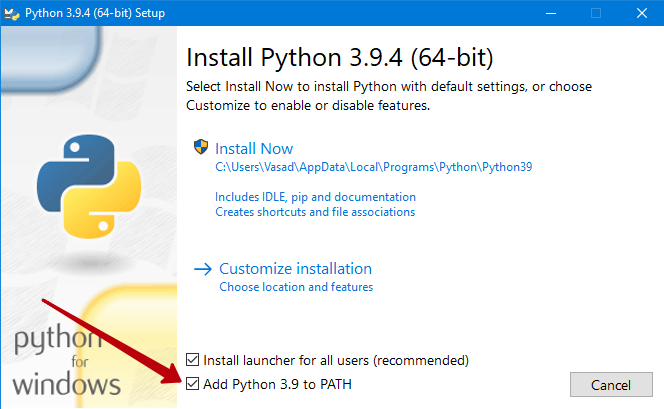 Python 3.9.4 (64-bit) Setup
Install Python 3.9.4 (64-bit)
Select Install Now to install Python with default settings, or choose
Customize to enable or disable features.
Install Now
C:\Users\Vasad\AppData\Local\Programs\Python\Python39
Includes IDLE, pip and documentation
Creates shortcuts and file associations
Customize installation
Choose location and features
python
for
windows
Install launcher for all users (recommended)
Add Python 3.9 to PATH
Cancel